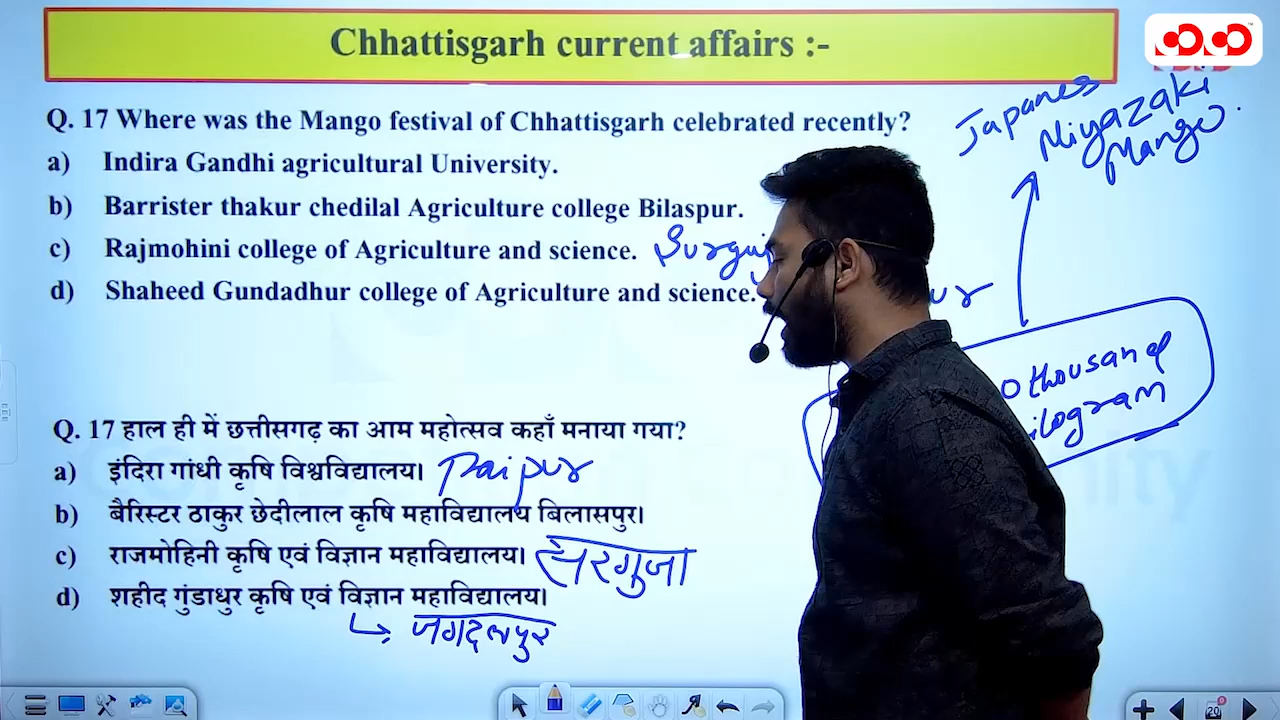 Chhattisgarh current affairs :-
Japanes
Miyazaki
Mango.
Q. 17 Where was the Mango festival of Chhattisgarh celebrated recently?
a) Indira Gandhi agricultural University.
b) Barrister thakur chedilal Agriculture college Bilaspur.
c) Rajmohini college of Agriculture and science.
d) Shaheed Gundadhur college of Agriculture and science.
thousand
Q. 17 हाल ही में छत्तीसगढ़ का आम महोत्सव कहाँ मनाया गया?
a) इंदिरा गांधी कृषि विश्वविद्यालय। Raipur
b) बैरिस्टर ठाकुर छेदीलाल कृषि महाविद्यालय बिलासपुर।
c) राजमोहिनी कृषि एवं विज्ञान महाविद्यालय। सरगुजा
d) शहीद गुंडाधुर कृषि एवं विज्ञान महाविद्यालय।
जगदलपुर
20